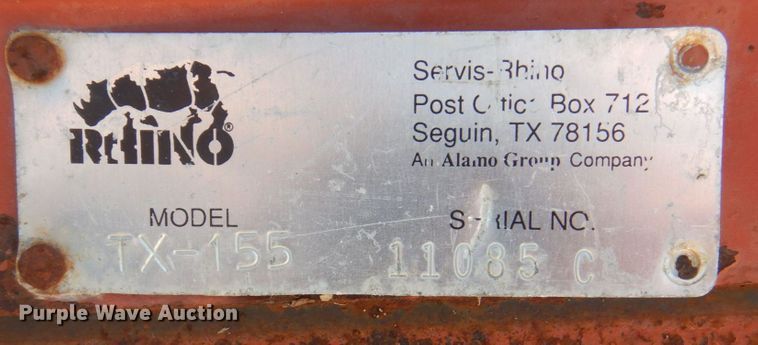 RHINO®
Servis-Rhino
Post Office Box 712
Seguin, TX 78156
An Alamo Group Company
MODEL
TX-155
SERIAL NO.
11085 C
Purple Wave Auction